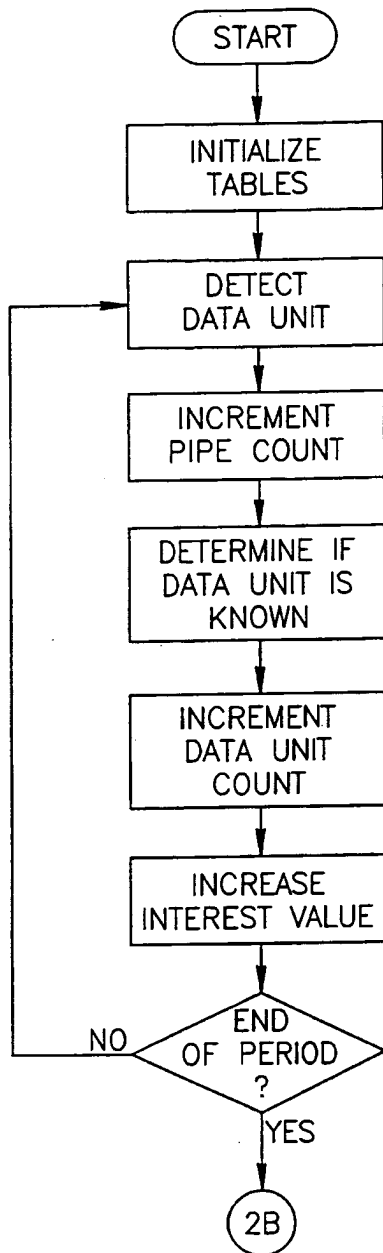 START
INITIALIZE
TABLES
DETECT
DATA UNIT
INCREMENT
PIPE COUNT
DETERMINE IF
DATA UNIT IS
KNOWN
INCREMENT
DATA UNIT
COUNT
INCREASE
INTEREST VALUE
END
OF PERIOD
?
NO
YES
2B